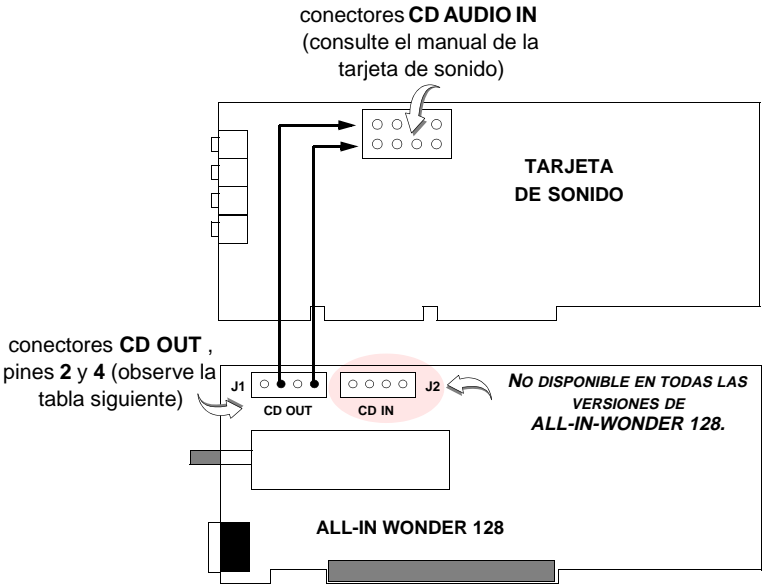 conectores CD AUDIO IN
(consulte el manual de la
tarjeta de sonido)
TARJETA
DE SONIDO
conectores CD OUT ,
pines 2 y 4 (observe la
tabla siguiente)
J1
CD OUT
CD IN
J2
NO DISPONIBLE EN TODAS LAS
VERSIONES DE
ALL-IN-WONDER 128.
ALL-IN WONDER 128